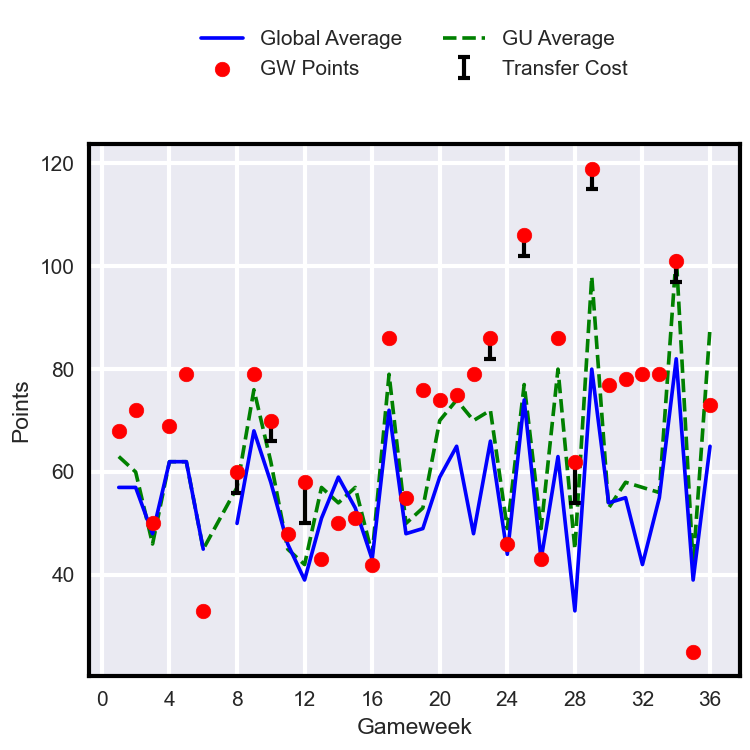 Global Average
GU Average
GW Points
Transfer Cost
120
100
80
60
40
Points
0 4 8 12 16 20 24 28 32 36
Gameweek